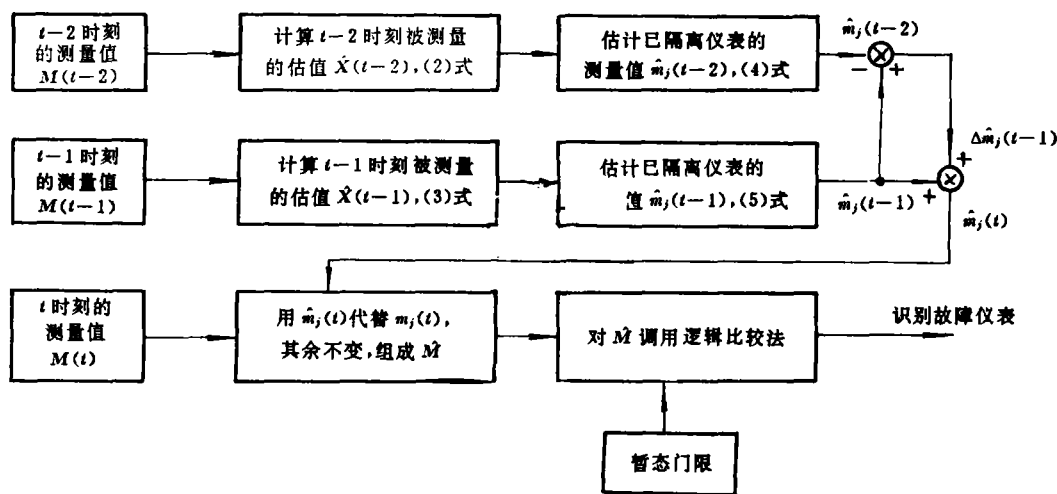 t-2时刻
的测量值
M(t-2)
计算t-2时刻被测量
的估值 X̂(t-2),(2)式
估计已隔离仪表的
测量值 m̂ⱼ(t-2),(4)式
m̂ⱼ(t-2)
- +
Δm̂ⱼ(t-1)
t-1时刻
的测量值
M(t-1)
计算t-1时刻被测量
的估值 X̂(t-1),(3)式
估计已隔离仪表的
值 m̂ⱼ(t-1),(5)式
m̂ⱼ(t-1)
+ +
m̂ⱼ(t)
t时刻的
测量值
M(t)
用 m̂ⱼ(t)代替 mⱼ(t),
其余不变,组成 M̂
对 M̂ 调用逻辑比较法
识别故障仪表
暂态门限